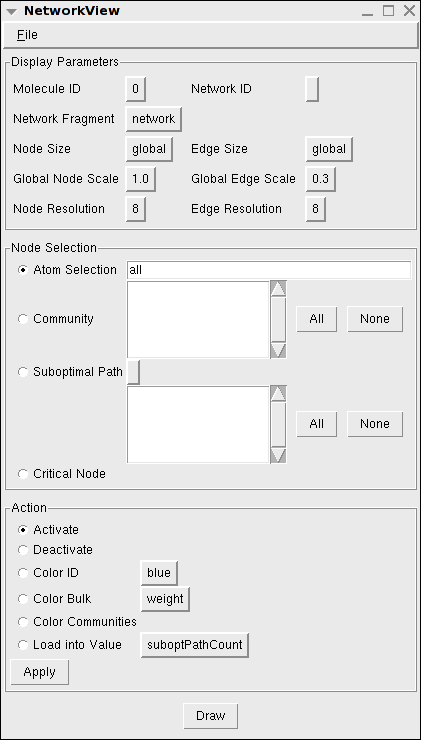 NetworkView
File
Display Parameters
Molecule ID 0 Network ID
Network Fragment network
Node Size global Edge Size global
Global Node Scale 1.0 Global Edge Scale 0.3
Node Resolution 8 Edge Resolution 8
Node Selection
Atom Selection all
Community All None
Suboptimal Path
All None
Critical Node
Action
Activate
Deactivate
Color ID blue
Color Bulk weight
Color Communities
Load into Value suboptPathCount
Apply
Draw